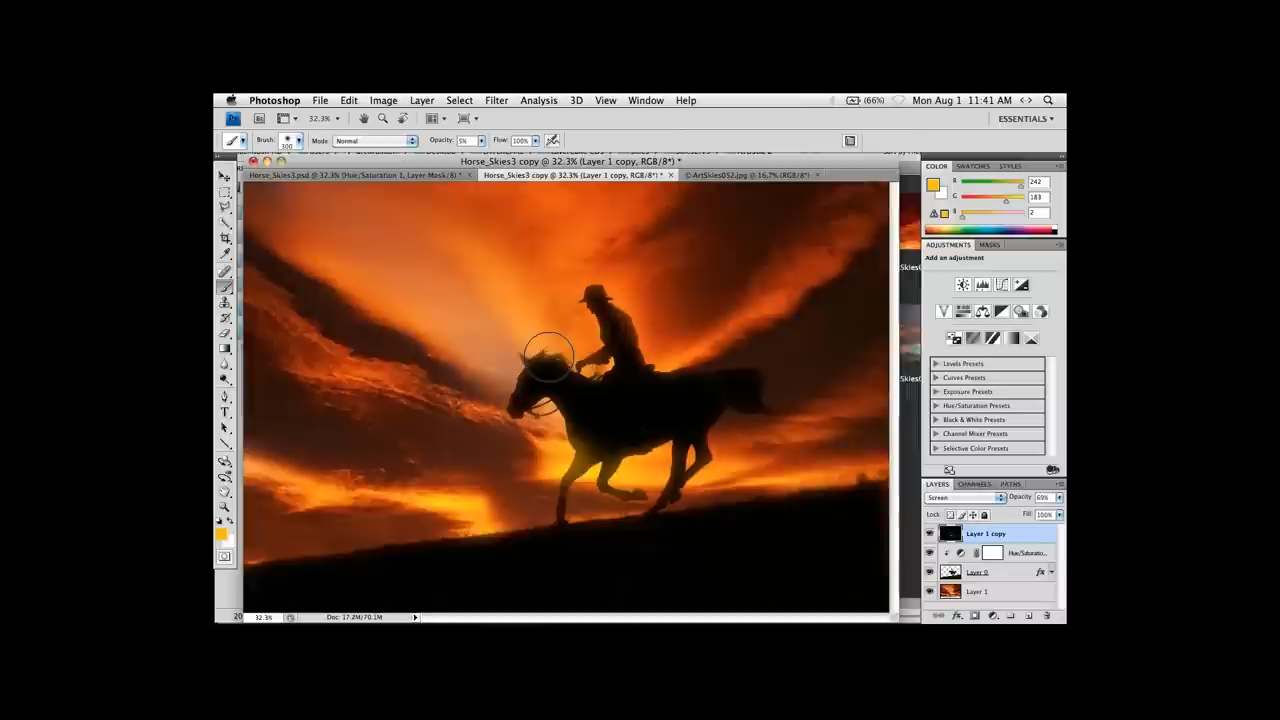 Photoshop File Edit Image Layer Select Filter Analysis 3D View Window Help (66%) Mon Aug 1 11:41 AM
Ps Br 32.3% ESSENTIALS
Brush: 300 Mode Normal Opacity: 5% Flow: 100%
Horse_Skies3 copy @ 32.3% (Layer 1 copy, RGB/8*) *
Horse_Skies3.psd @ 32.3% (Hue/Saturation 1, Layer Mask/8) * Horse_Skies3 copy @ 32.3% (Layer 1 copy, RGB/8*) * © ArtSkies052.jpg @ 16.7% (RGB/8*)
COLOR SWATCHES STYLES
R 242
G 183
B 2
ADJUSTMENTS MASKS
Add an adjustment
Levels Presets
Curves Presets
Exposure Presets
Hue/Saturation Presets
Black & White Presets
Channel Mixer Presets
Selective Color Presets
LAYERS CHANNELS PATHS
Screen Opacity 69%
Lock: Fill: 100%
Layer 1 copy
Hue/Saturatio...
Layer 0 fx
Layer 1
32.3% Doc: 17.2M/70.1M